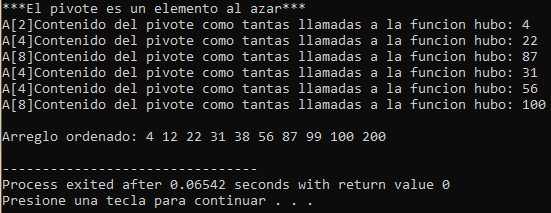 ***El pivote es un elemento al azar***
A[2]Contenido del pivote como tantas llamadas a la funcion hubo: 4
A[4]Contenido del pivote como tantas llamadas a la funcion hubo: 22
A[8]Contenido del pivote como tantas llamadas a la funcion hubo: 87
A[4]Contenido del pivote como tantas llamadas a la funcion hubo: 31
A[4]Contenido del pivote como tantas llamadas a la funcion hubo: 56
A[8]Contenido del pivote como tantas llamadas a la funcion hubo: 100
Arreglo ordenado: 4 12 22 31 38 56 87 99 100 200
--------------------------------
Process exited after 0.06542 seconds with return value 0
Presione una tecla para continuar . . .